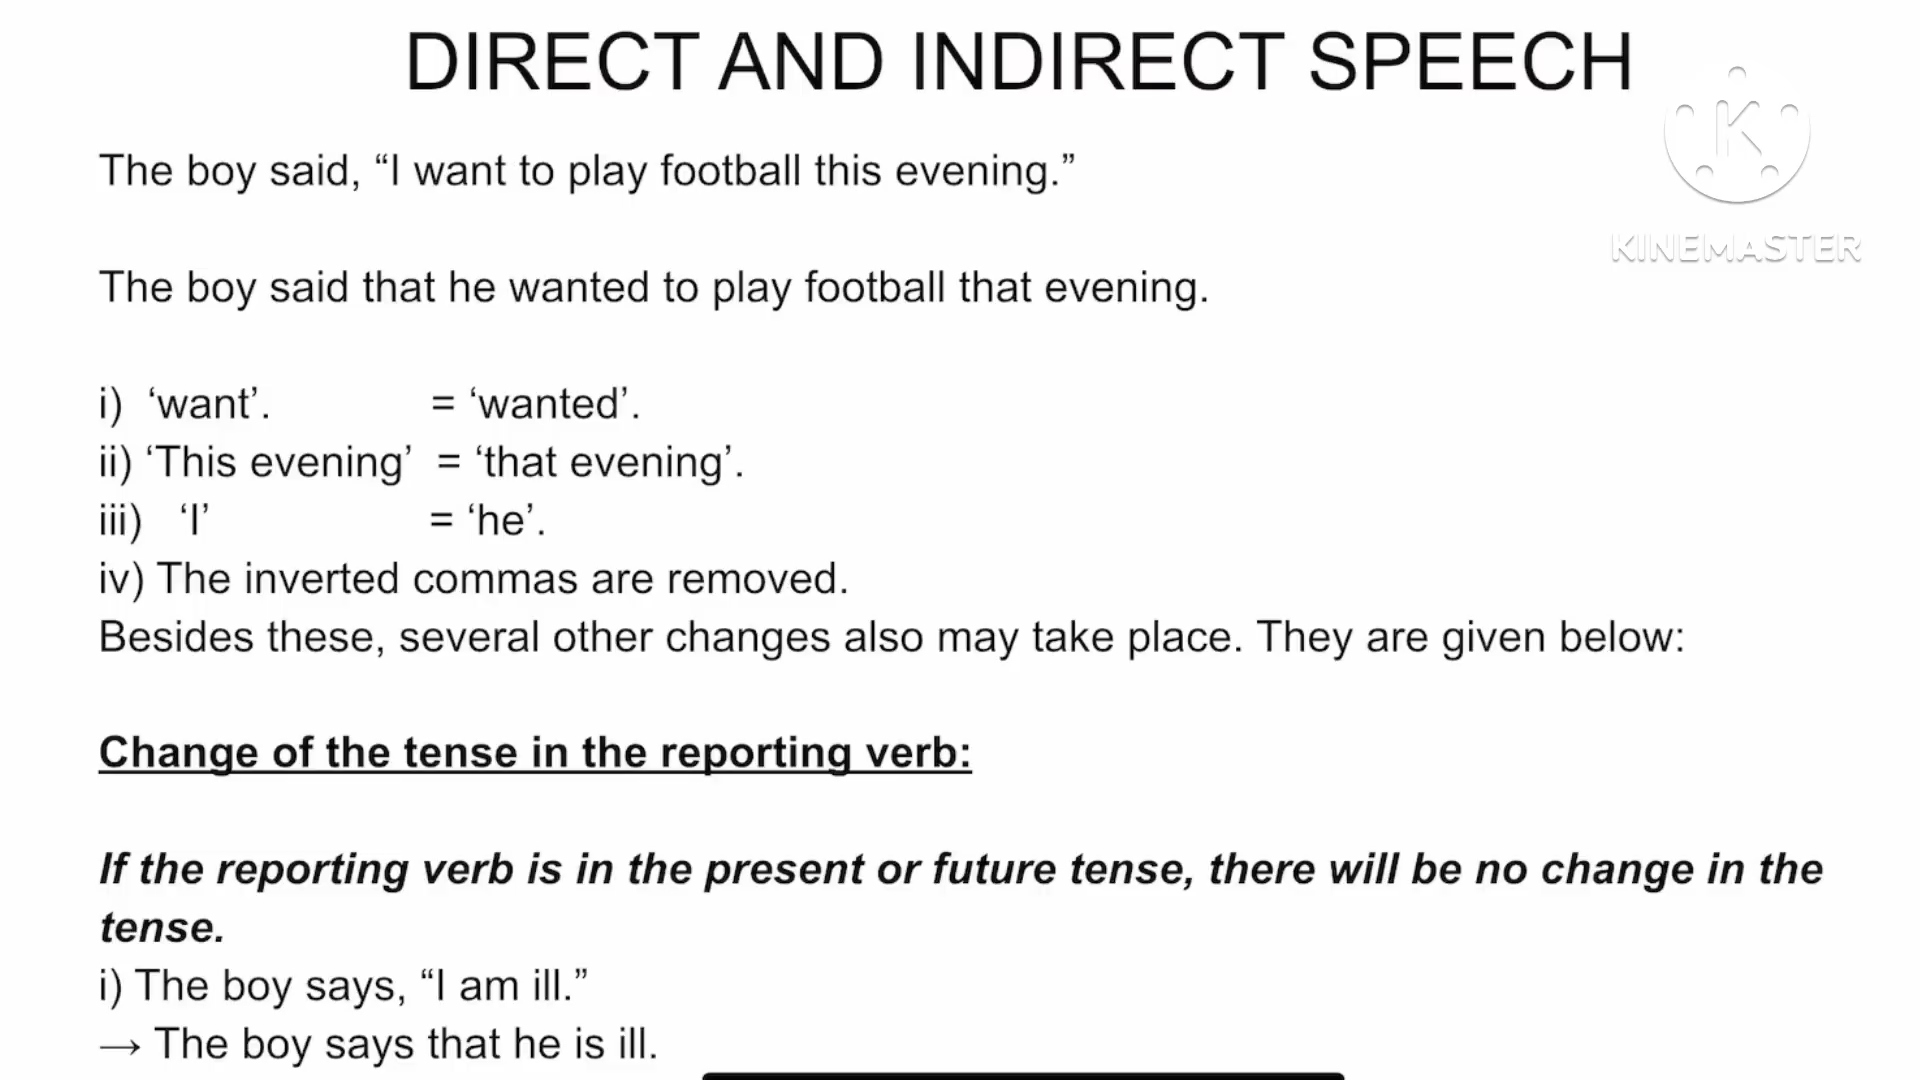 DIRECT AND INDIRECT SPEECH
The boy said, “I want to play football this evening.”
KINEMASTER
The boy said that he wanted to play football that evening.
i) ‘want’. = ‘wanted’.
ii) ‘This evening’ = ‘that evening’.
iii) ‘I’ = ‘he’.
iv) The inverted commas are removed.
Besides these, several other changes also may take place. They are given below:
Change of the tense in the reporting verb:
If the reporting verb is in the present or future tense, there will be no change in the
tense.
i) The boy says, “I am ill.”
→ The boy says that he is ill.